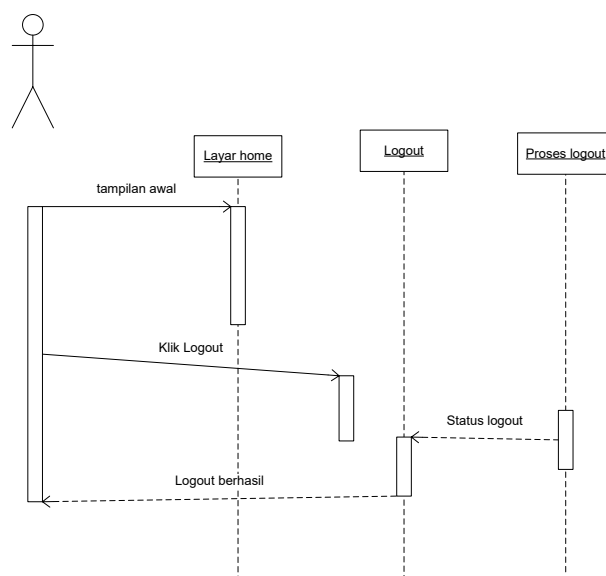 Layar home
Logout
Proses logout
tampilan awal
Klik Logout
Status logout
Logout berhasil